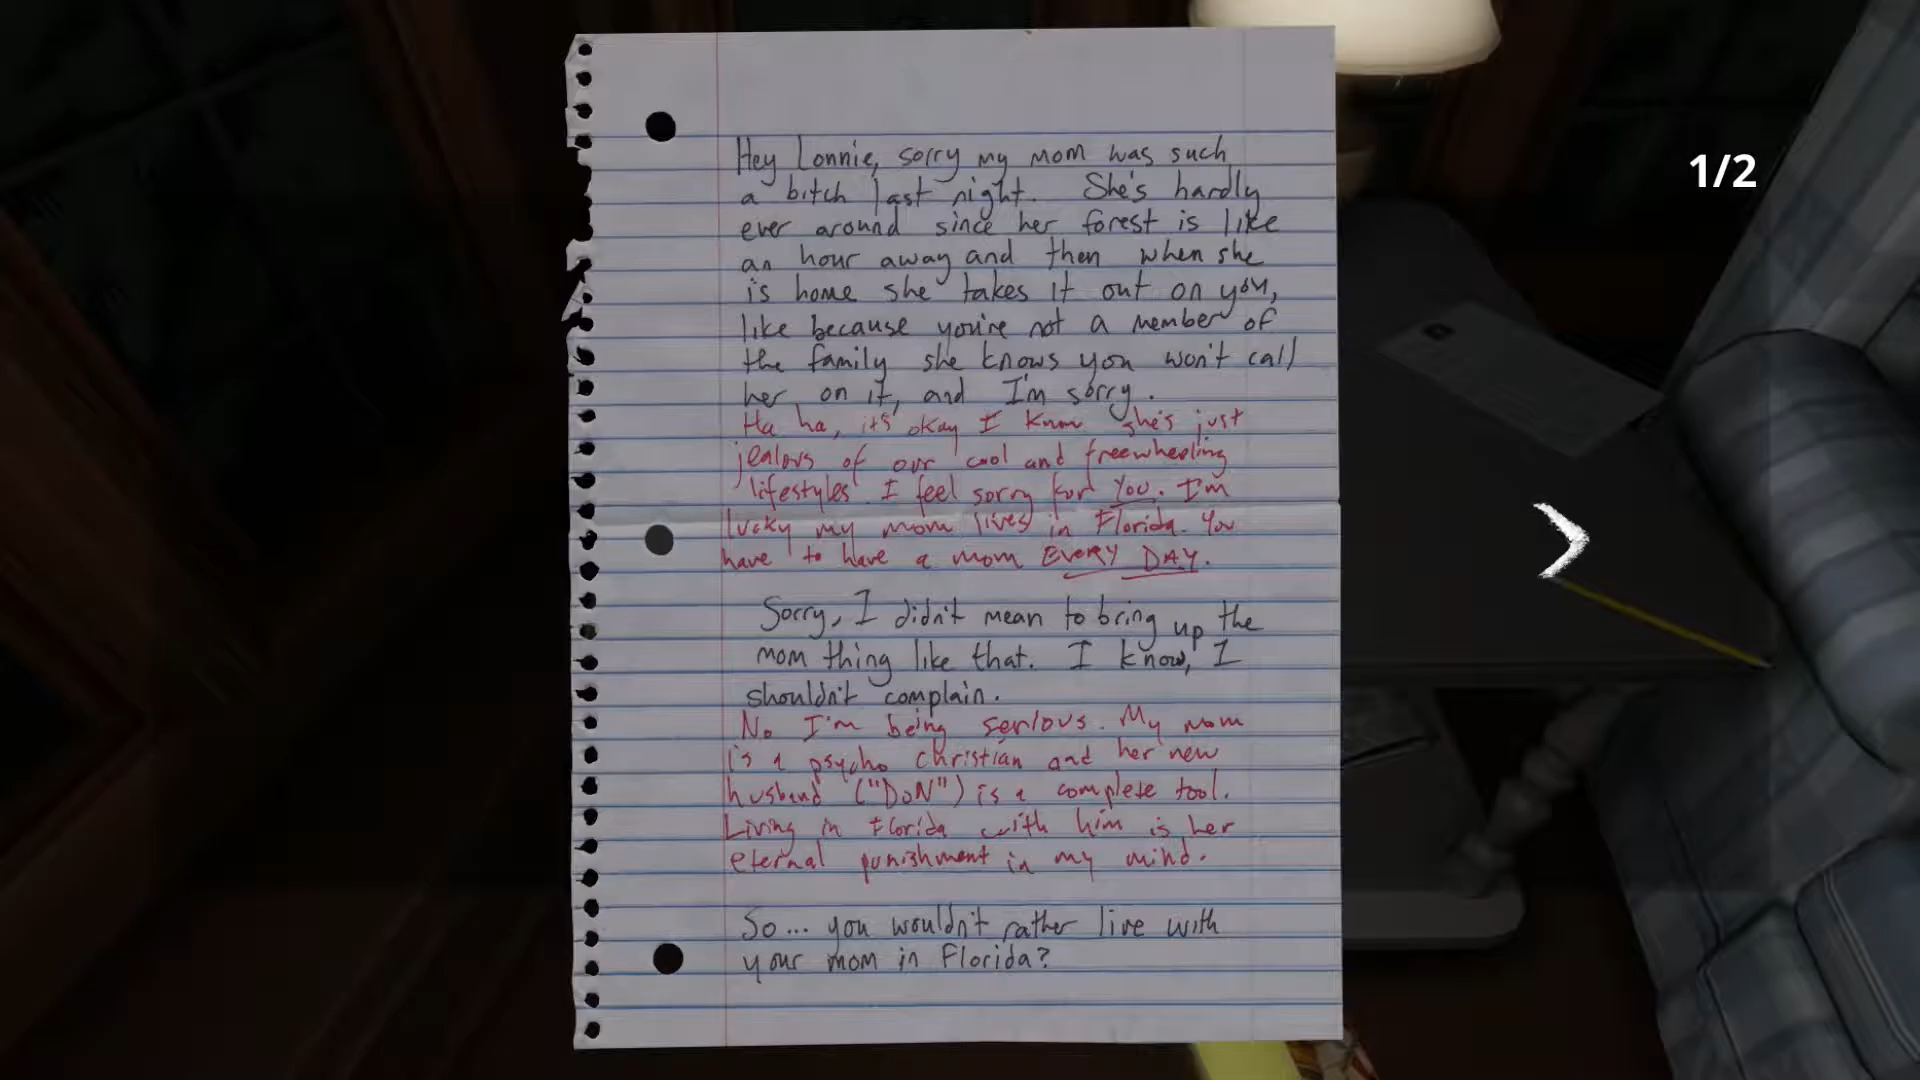 Hey Lonnie, sorry my mom was such
a bitch last night. She's hardly
ever around since her forest is like
an hour away and then when she
is home she takes it out on you,
like because you're not a member of
the family she knows you won't call
her on it, and I'm sorry.
Ha ha, it's okay I know she's just
jealous of our cool and freewheeling
lifestyles. I feel sorry for you. I'm
lucky my mom lives in Florida. You
have to have a mom EVERY DAY.
Sorry, I didn't mean to bring up the
mom thing like that. I know, I
shouldn't complain.
No I'm being serious. My mom
is a psycho christian and her new
husband ("DoN") is a complete tool.
Living in Florida with him is her
eternal punishment in my mind.
So... you wouldn't rather live with
your mom in Florida?
1/2